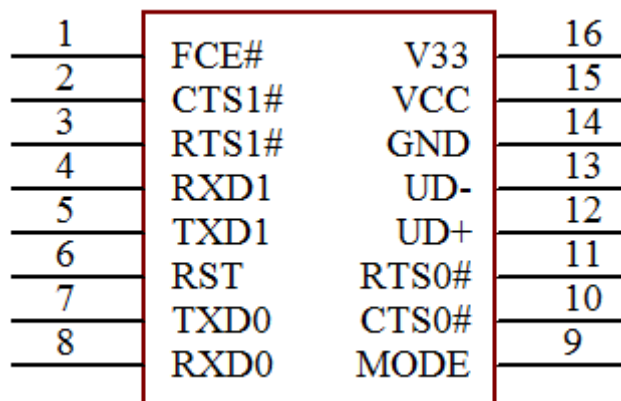 1 FCE# V33 16
2 CTS1# VCC 15
3 RTS1# GND 14
4 RXD1 UD- 13
5 TXD1 UD+ 12
6 RST RTS0# 11
7 TXD0 CTS0# 10
8 RXD0 MODE 9